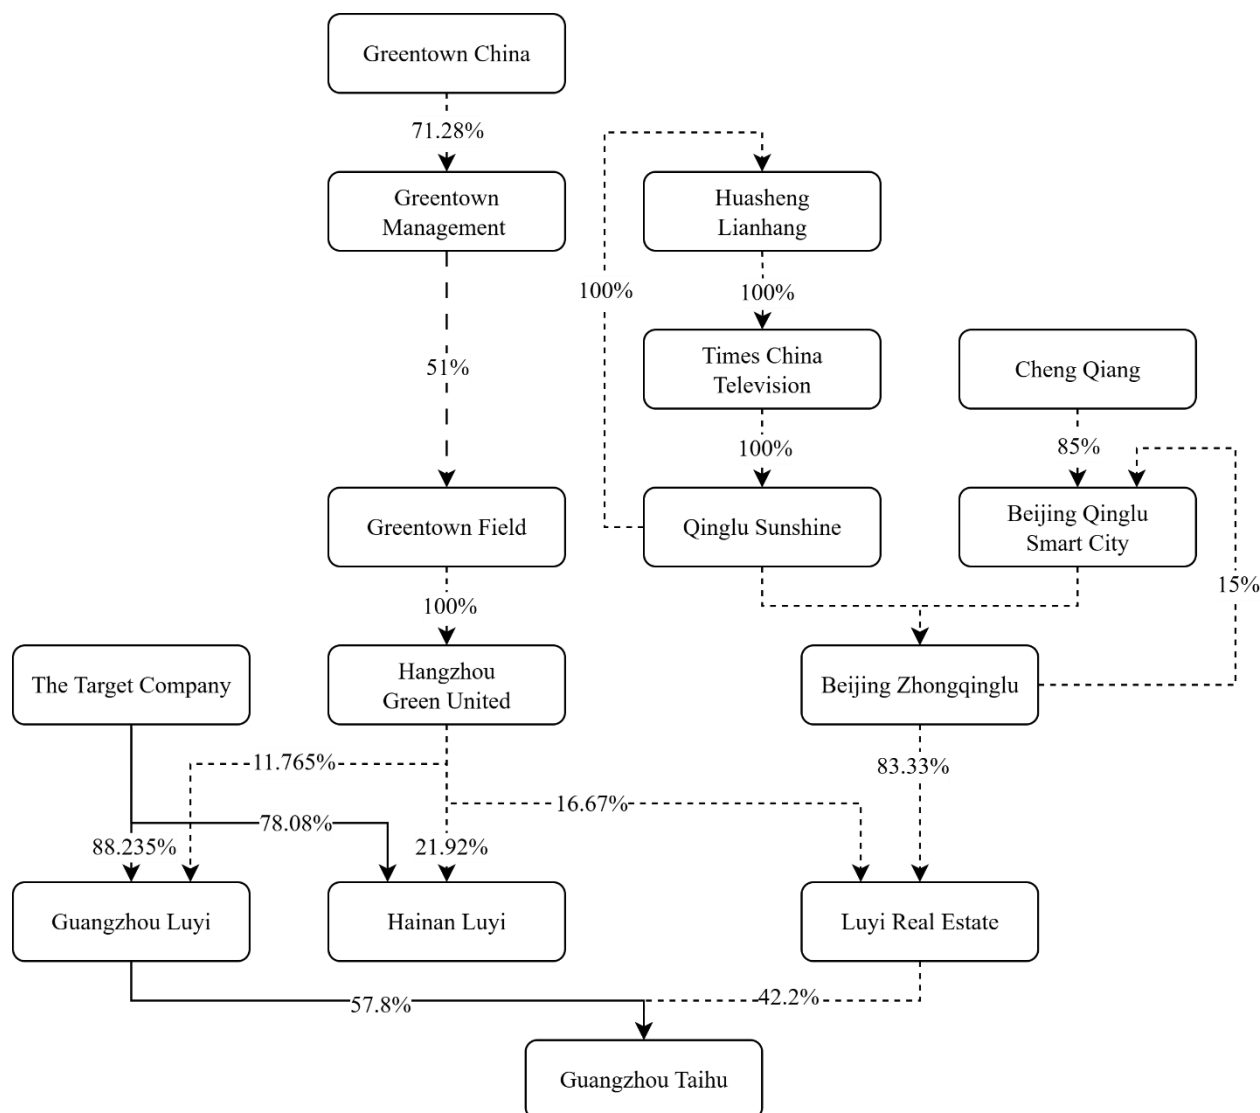 Greentown China
71.28%
Greentown
Management
Huasheng
Lianhang
100%
100%
Times China
Television
Cheng Qiang
51%
100%
85%
Greentown Field
Qinglu Sunshine
Beijing Qinglu
Smart City
15%
100%
The Target Company
Hangzhou
Green United
Beijing Zhongqinglu
11.765%
83.33%
16.67%
78.08%
88.235%
21.92%
Guangzhou Luyi
Hainan Luyi
Luyi Real Estate
57.8%
42.2%
Guangzhou Taihu